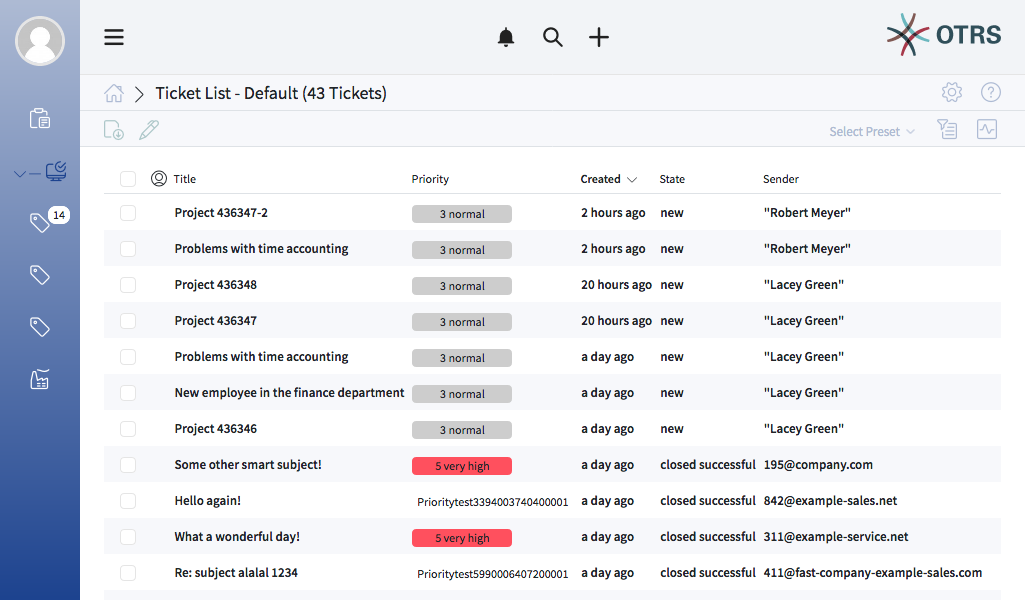 OTRS
Ticket List - Default (43 Tickets)
Select Preset
14
Title Priority Created State Sender
Project 436347-2 3 normal 2 hours ago new "Robert Meyer"
Problems with time accounting 3 normal 2 hours ago new "Robert Meyer"
Project 436348 3 normal 20 hours ago new "Lacey Green"
Project 436347 3 normal 20 hours ago new "Lacey Green"
Problems with time accounting 3 normal a day ago new "Lacey Green"
New employee in the finance department 3 normal a day ago new "Lacey Green"
Project 436346 3 normal a day ago new "Lacey Green"
Some other smart subject! 5 very high a day ago closed successful 195@company.com
Hello again! Prioritytest3394003740400001 a day ago closed successful 842@example-sales.net
What a wonderful day! 5 very high a day ago closed successful 311@example-service.net
Re: subject alalal 1234 Prioritytest5990006407200001 a day ago closed successful 411@fast-company-example-sales.com